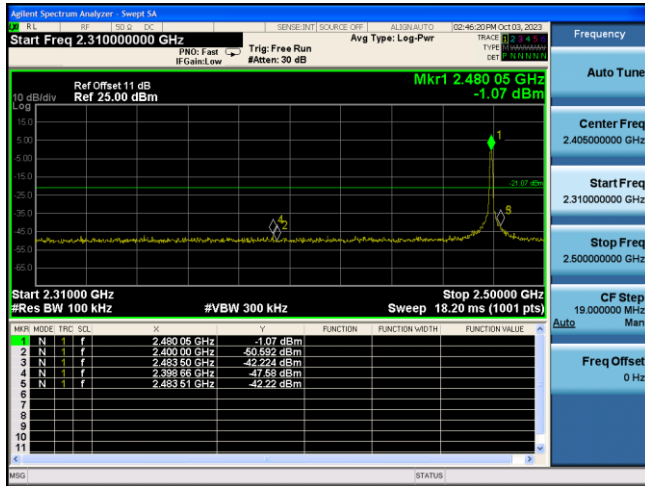 Agilent Spectrum Analyzer - Swept SA
RL RF 50 Ω DC SENSE:INT SOURCE OFF ALIGNAUTO 02:46:20 PM Oct 03, 2023
Start Freq 2.310000000 GHz
PNO: Fast
IFGain:Low
Trig: Free Run
#Atten: 30 dB
Avg Type: Log-Pwr
TRACE 1 2 3 4 5 6
TYPE
DET P N N N N N
Frequency
Auto Tune
Center Freq
2.405000000 GHz
Start Freq
2.310000000 GHz
Stop Freq
2.500000000 GHz
CF Step
19.000000 MHz
Auto Man
Freq Offset
0 Hz
Mkr1 2.480 05 GHz
-1.07 dBm
Ref Offset 11 dB
10 dB/div Ref 25.00 dBm
Log
15.0
5.00
-5.00
-15.0
-25.0
-35.0
-45.0
-55.0
-65.0
1
-21.07 dBm
4
2
Start 2.31000 GHz Stop 2.50000 GHz
#Res BW 100 kHz #VBW 300 kHz Sweep 18.20 ms (1001 pts)
MKR MODE TRC SCL X Y FUNCTION FUNCTION WIDTH FUNCTION VALUE
1 N 1 f 2.480 05 GHz -1.07 dBm
2 N 1 f 2.400 00 GHz -50.592 dBm
3 N 1 f 2.483 50 GHz -42.224 dBm
4 N 1 f 2.398 66 GHz -47.58 dBm
5 N 1 f 2.483 51 GHz -42.22 dBm
6
7
8
9
10
11
MSG STATUS